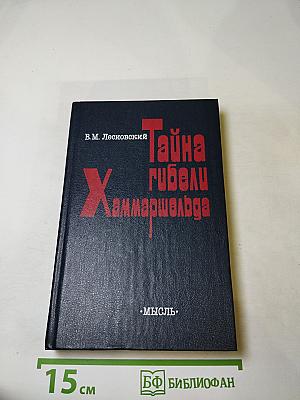 В.М. Лесковский
Тайна
гибели
Хаммаршельда
·МЫСЛЬ·
15 см
БФ БИБЛИОФАН